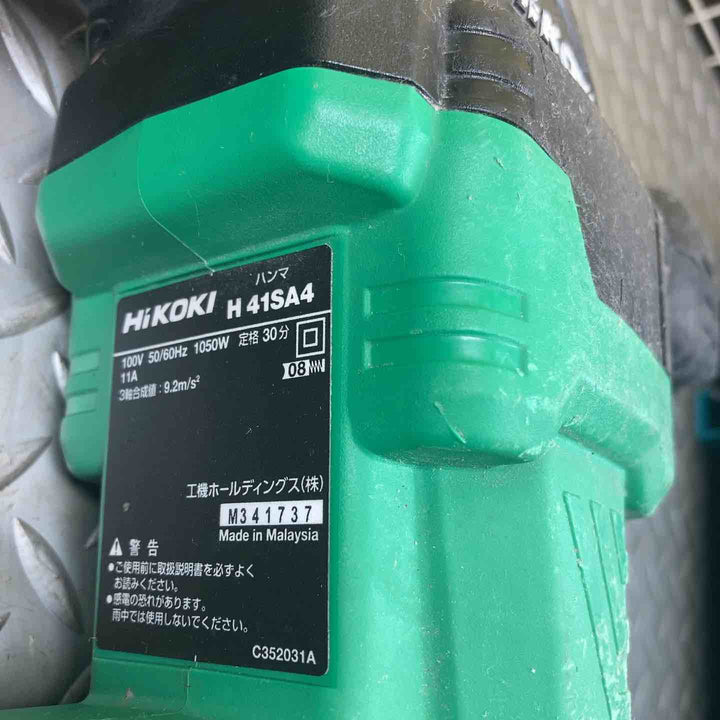 HiKOKI
ハンマ
HiKOKI H 41SA4
100V 50/60Hz 1050W 定格 30分
11A
3軸合成値：9.2m/s²
08
工機ホールディングス(株)
M341737
Made in Malaysia
警告
●ご使用前に取扱説明書を必ずよく
お読みください。
●感電の恐れがあります。
雨中では使用しないでください。
C352031A